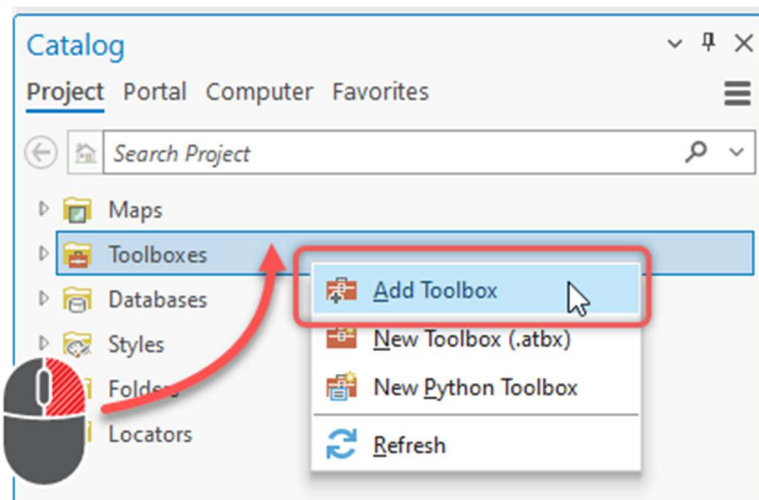 Catalog
Project Portal Computer Favorites
Search Project
Maps
Toolboxes
Add Toolbox
Databases
New Toolbox (.atbx)
Styles
New Python Toolbox
Folders
Locators
Refresh